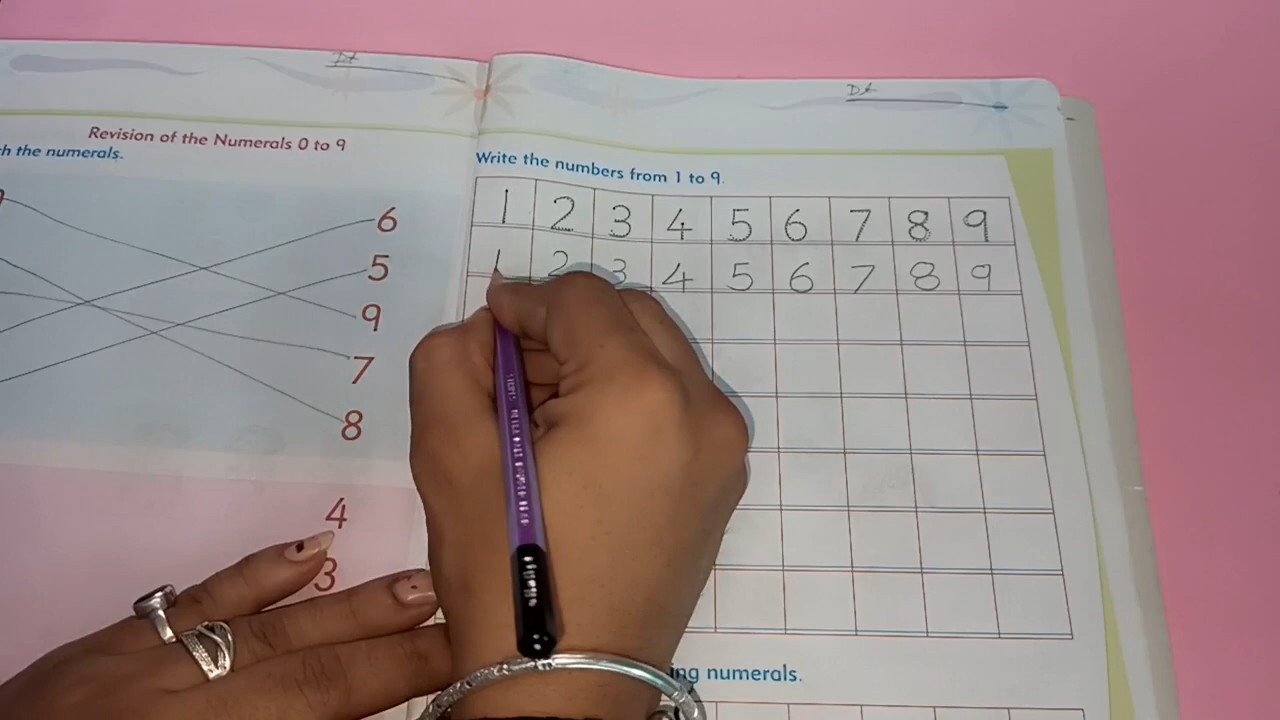 Dt
Revision of the Numerals 0 to 9
the numerals.
6
5
9
7
8
4
3
Dt
Write the numbers from 1 to 9.
1 2 3 4 5 6 7 8 9
1 2 3 4 5 6 7 8 9
numerals.